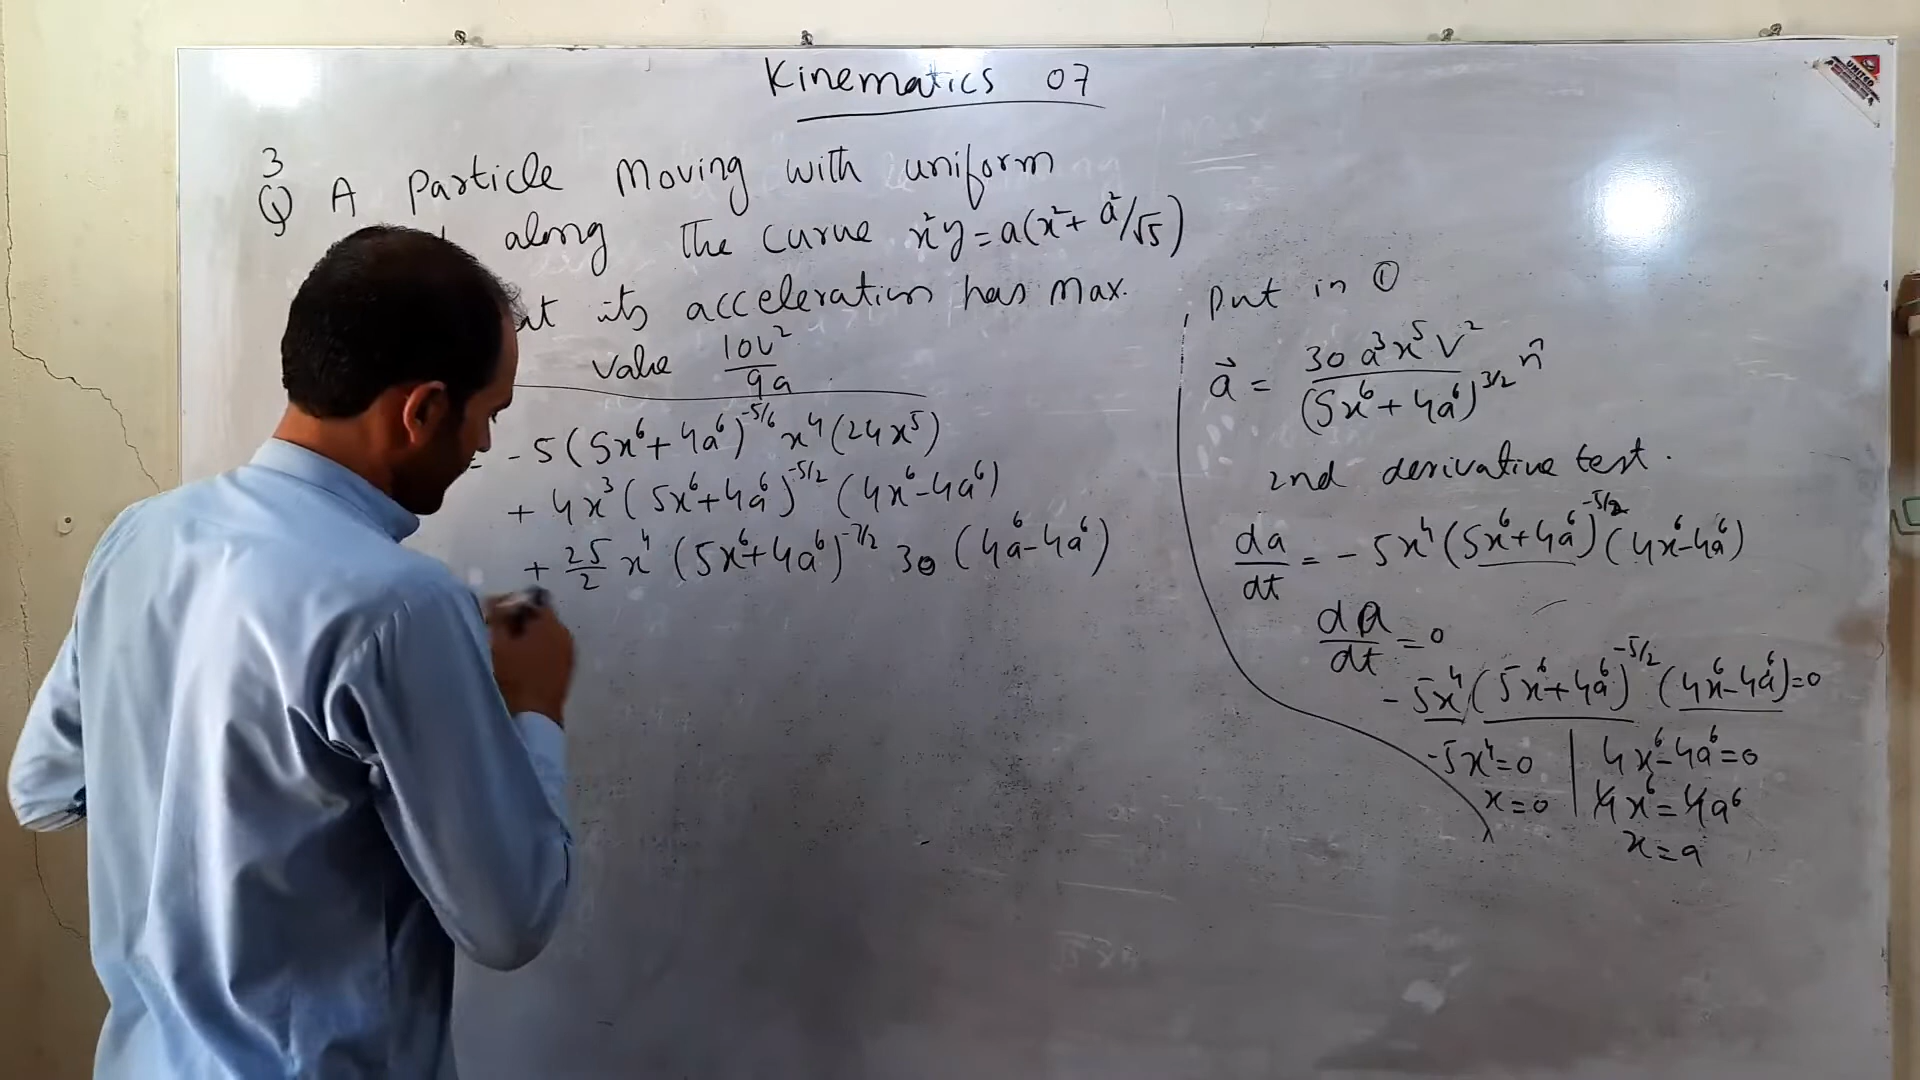 Kinematics 07
3
Q A Particle Moving with uniform
along the curve x²y=a(x²+a²/√5)
its acceleration has Max.
Value 10v²/9a
= -5(5x⁶+4a⁶)^-5/6 x⁴(24x⁵)
+ 4x³(5x⁶+4a⁶)^-5/2 (4x⁶-4a⁶)
+ 25/2 x⁴ (5x⁶+4a⁶)^-7/2 30 (4a⁶-4a⁶)
Put in ①
a⃗ = 30a³x⁵V²/(5x⁶+4a⁶)^3/2 n̂
2nd derivative test.
da/dt = -5x⁴(5x⁶+4a⁶)^-5/2 (4x⁶-4a⁶)
da/dt = 0
-5x⁴(5x⁶+4a⁶)^-5/2 (4x⁶-4a⁶)=0
-5x⁴=0 | 4x⁶-4a⁶=0
x=0 | 4x⁶=4a⁶
x=a
UNITED